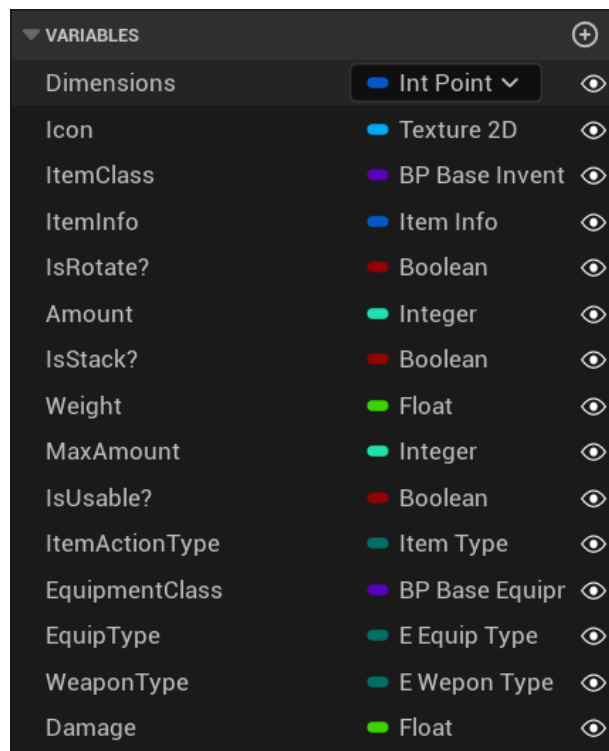 VARIABLES
Dimensions Int Point
Icon Texture 2D
ItemClass BP Base Invent
ItemInfo Item Info
IsRotate? Boolean
Amount Integer
IsStack? Boolean
Weight Float
MaxAmount Integer
IsUsable? Boolean
ItemActionType Item Type
EquipmentClass BP Base Equipr
EquipType E Equip Type
WeaponType E Wepon Type
Damage Float